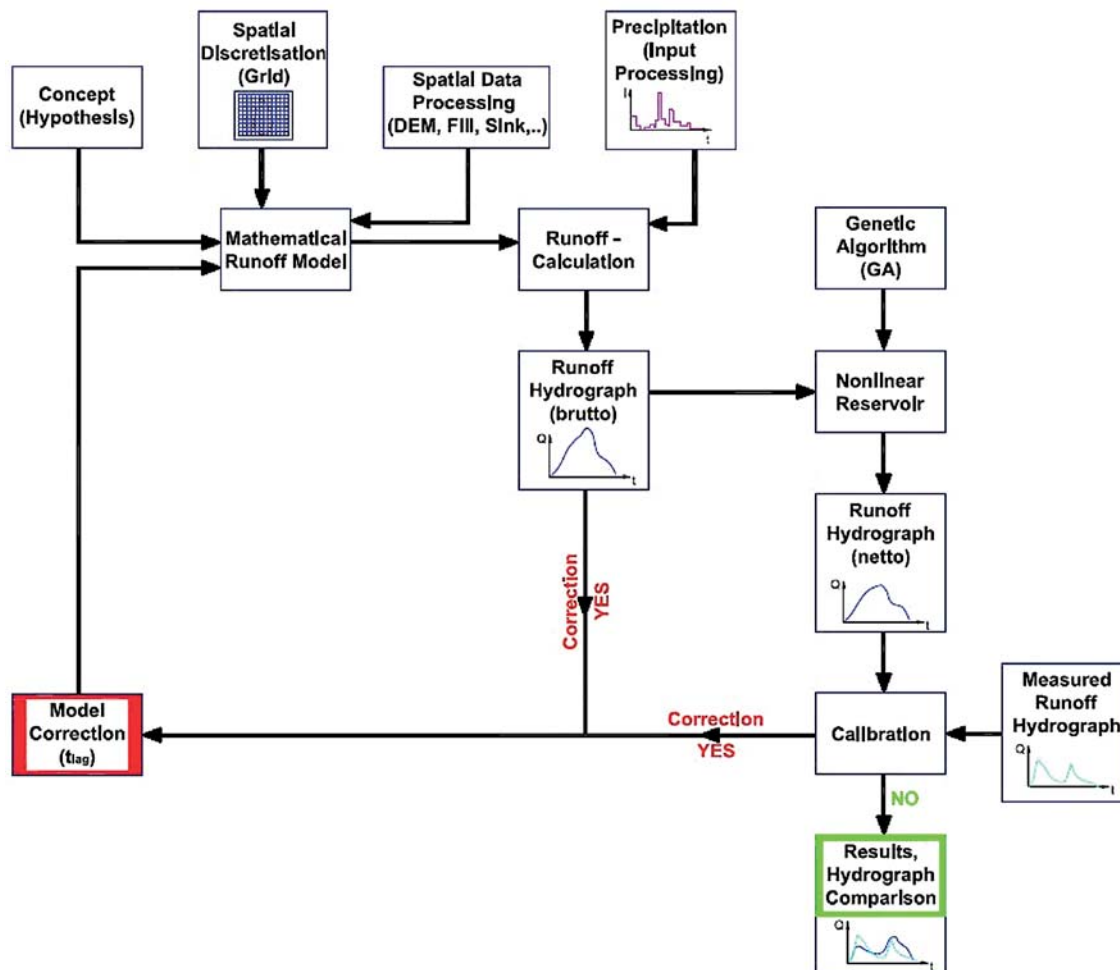 Concept
(Hypothesis)
Spatial
Discretisation
(Grid)
Spatial Data
Processing
(DEM, Fill, Sink,..)
Precipitation
(Input
Processing)
I
t
Mathematical
Runoff Model
Runoff –
Calculation
Genetic
Algorithm
(GA)
Runoff
Hydrograph
(brutto)
Q
t
Nonlinear
Reservoir
Runoff
Hydrograph
(netto)
Q
t
Correction
YES
Model
Correction
(tlag)
Correction
YES
Calibration
Measured
Runoff
Hydrograph
Q
t
NO
Results,
Hydrograph
Comparison
Q
t